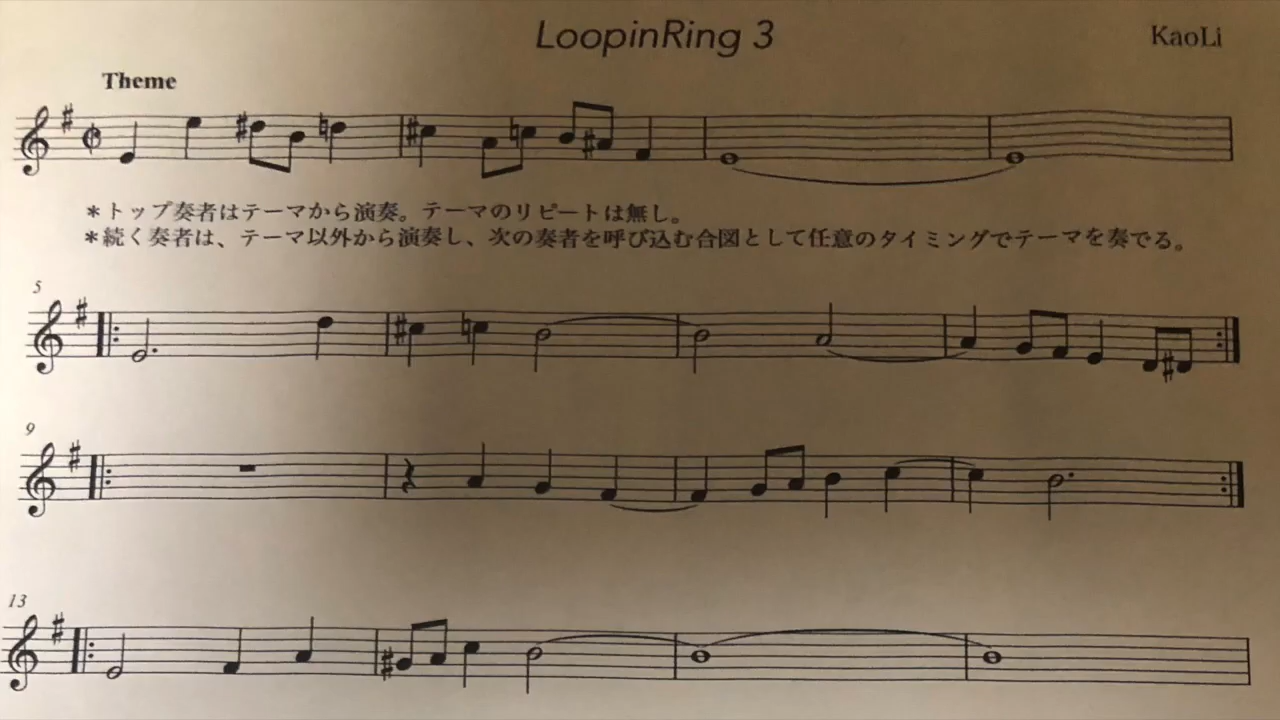 LoopinRing 3
KaoLi
Theme
*トップ奏者はテーマから演奏。テーマのリピートは無し。
*続く奏者は、テーマ以外から演奏し、次の奏者を呼び込む合図として任意のタイミングでテーマを奏でる。
5
9
13